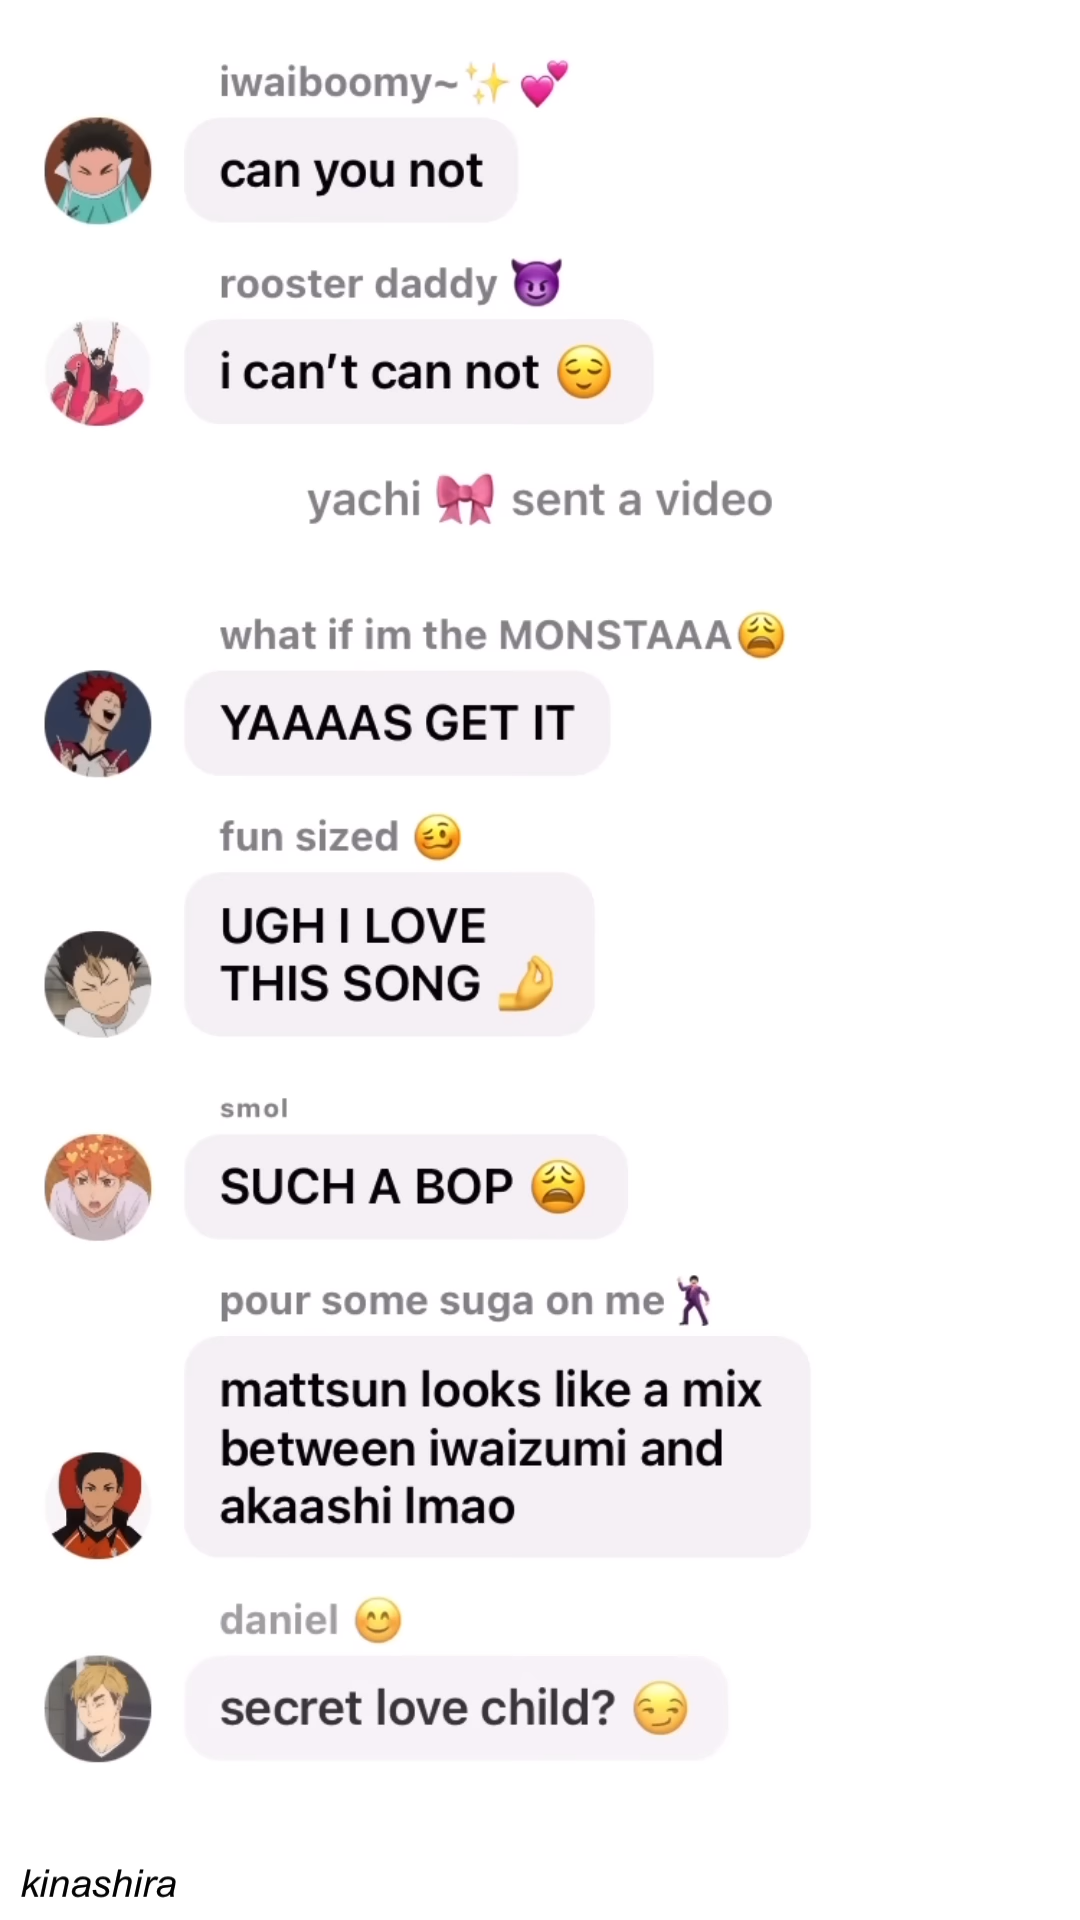 iwaiboomy~✨💕
can you not
rooster daddy 😈
i can't can not 😌
yachi 🎀 sent a video
what if im the MONSTAAA😩
YAAAAS GET IT
fun sized 🥴
UGH I LOVE
THIS SONG 🤌
smol
SUCH A BOP 😩
pour some suga on me🕺
mattsun looks like a mix
between iwaizumi and
akaashi lmao
daniel 😊
secret love child? 😏
kinashira